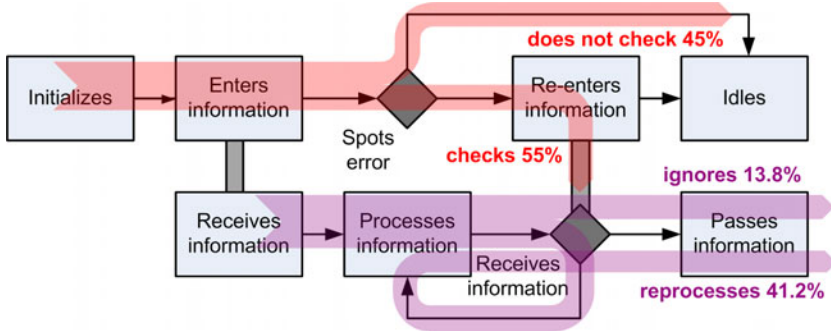 does not check 45%
Initializes
Enters
information
Re-enters
information
Idles
Spots
error
checks 55%
ignores 13.8%
Receives
information
Processes
information
Passes
information
Receives
information
reprocesses 41.2%